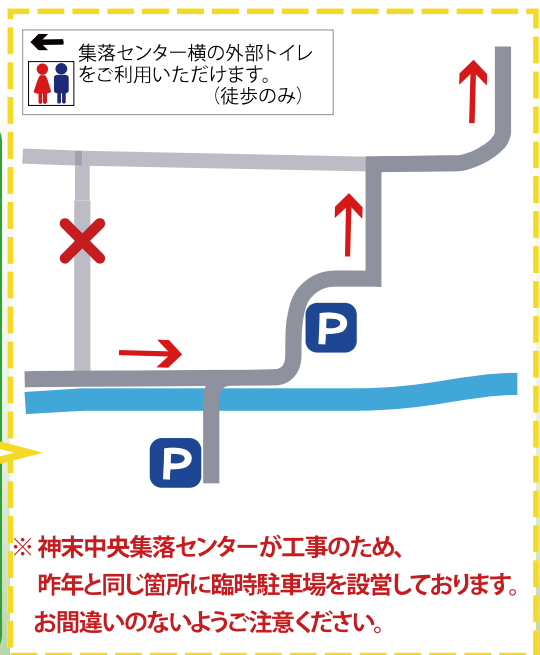 集落センター横の外部トイレ
をご利用いただけます。
（徒歩のみ）
P
P
※ 神末中央集落センターが工事のため、
昨年と同じ箇所に臨時駐車場を設営しております。
お間違いのないようご注意ください。